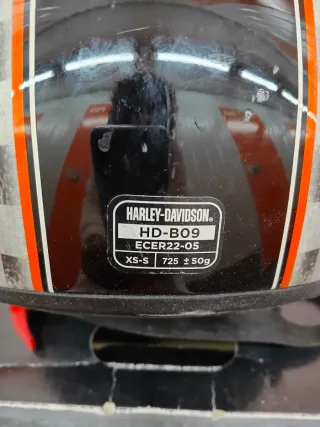 HARLEY-DAVIDSON®
HD-B09
ECER22-05
XS-S 725 ± 50g